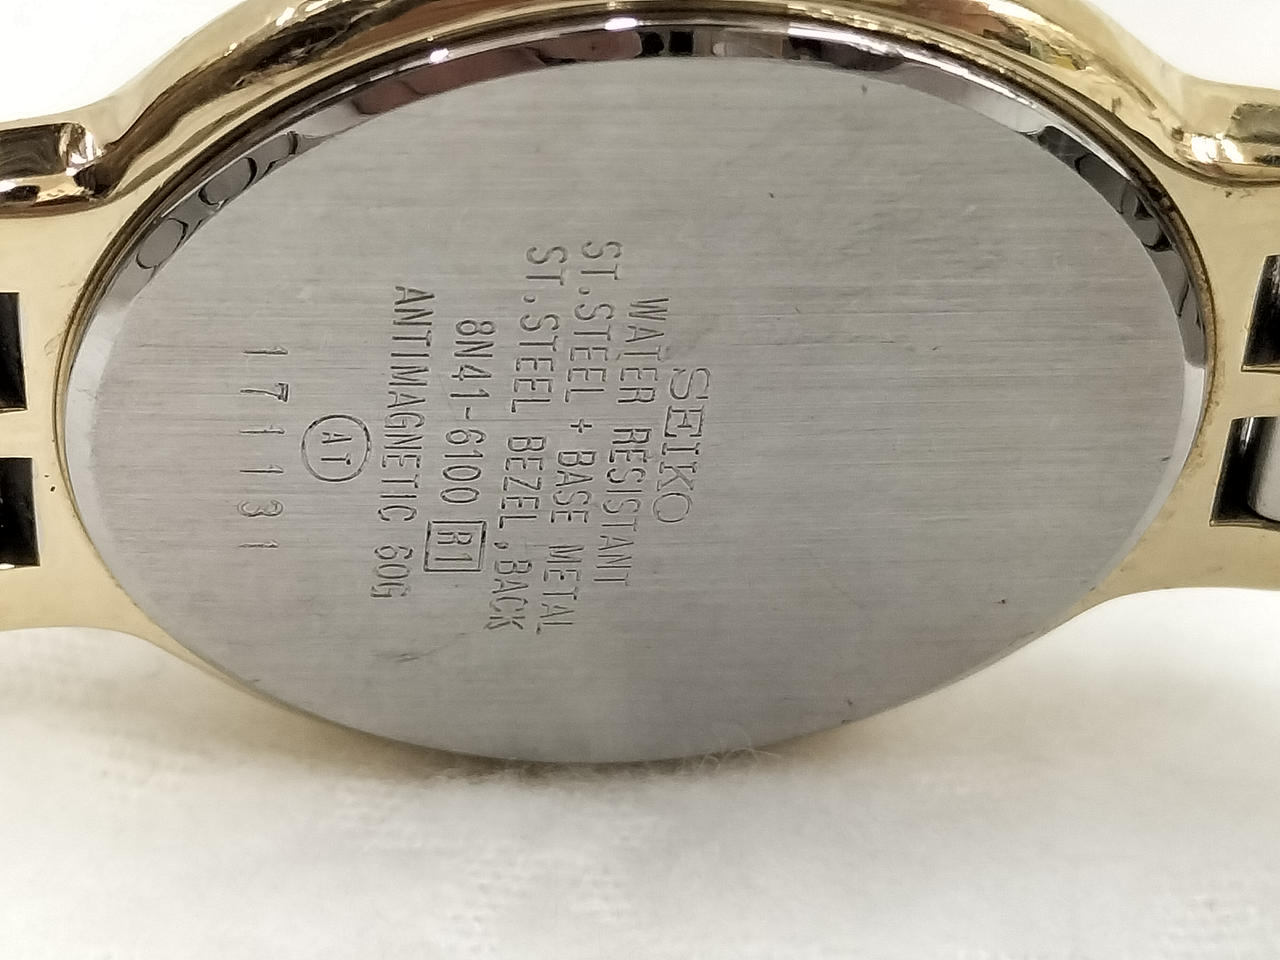 SEIKO
WATER RESISTANT
ST.STEEL + BASE METAL
ST.STEEL BEZEL,BACK
8N41-6100 R1
ANTIMAGNETIC 60G
AT
171131